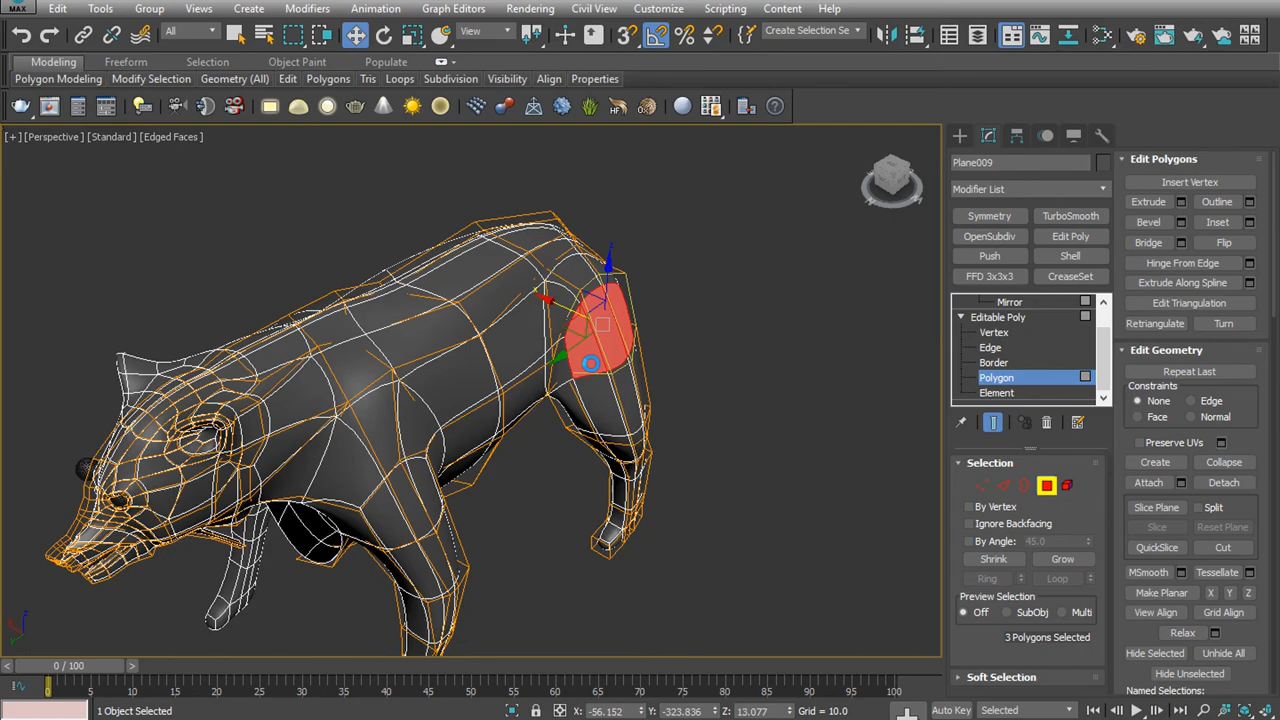 MAX
Edit Tools Group Views Create Modifiers Animation Graph Editors Rendering Civil View Customize Scripting Content Help
All View Create Selection Se
Modeling Freeform Selection Object Paint Populate
Polygon Modeling Modify Selection Geometry (All) Edit Polygons Tris Loops Subdivision Visibility Align Properties
[+] [Perspective] [Standard] [Edged Faces]
Plane009
Modifier List
Symmetry TurboSmooth
OpenSubdiv Edit Poly
Push Shell
FFD 3x3x3 CreaseSet
Mirror
Editable Poly
Vertex
Edge
Border
Polygon
Element
Selection
By Vertex
Ignore Backfacing
By Angle: 45.0
Shrink Grow
Ring Loop
Preview Selection
Off SubObj Multi
3 Polygons Selected
Soft Selection
Edit Polygons
Insert Vertex
Extrude Outline
Bevel Inset
Bridge Flip
Hinge From Edge
Extrude Along Spline
Edit Triangulation
Retriangulate Turn
Edit Geometry
Repeat Last
Constraints
None Edge
Face Normal
Preserve UVs
Create Collapse
Attach Detach
Slice Plane Split
Slice Reset Plane
QuickSlice Cut
MSmooth Tessellate
Make Planar X Y Z
View Align Grid Align
Relax
Hide Selected Unhide All
Hide Unselected
Named Selections:
< 0 / 100 >
0 5 10 15 20 25 30 35 40 45 50 55 60 65 70 75 80 85 90 95 100
1 Object Selected X: -56.152 Y: -323.836 Z: 13.077 Grid = 10.0 Auto Key Selected